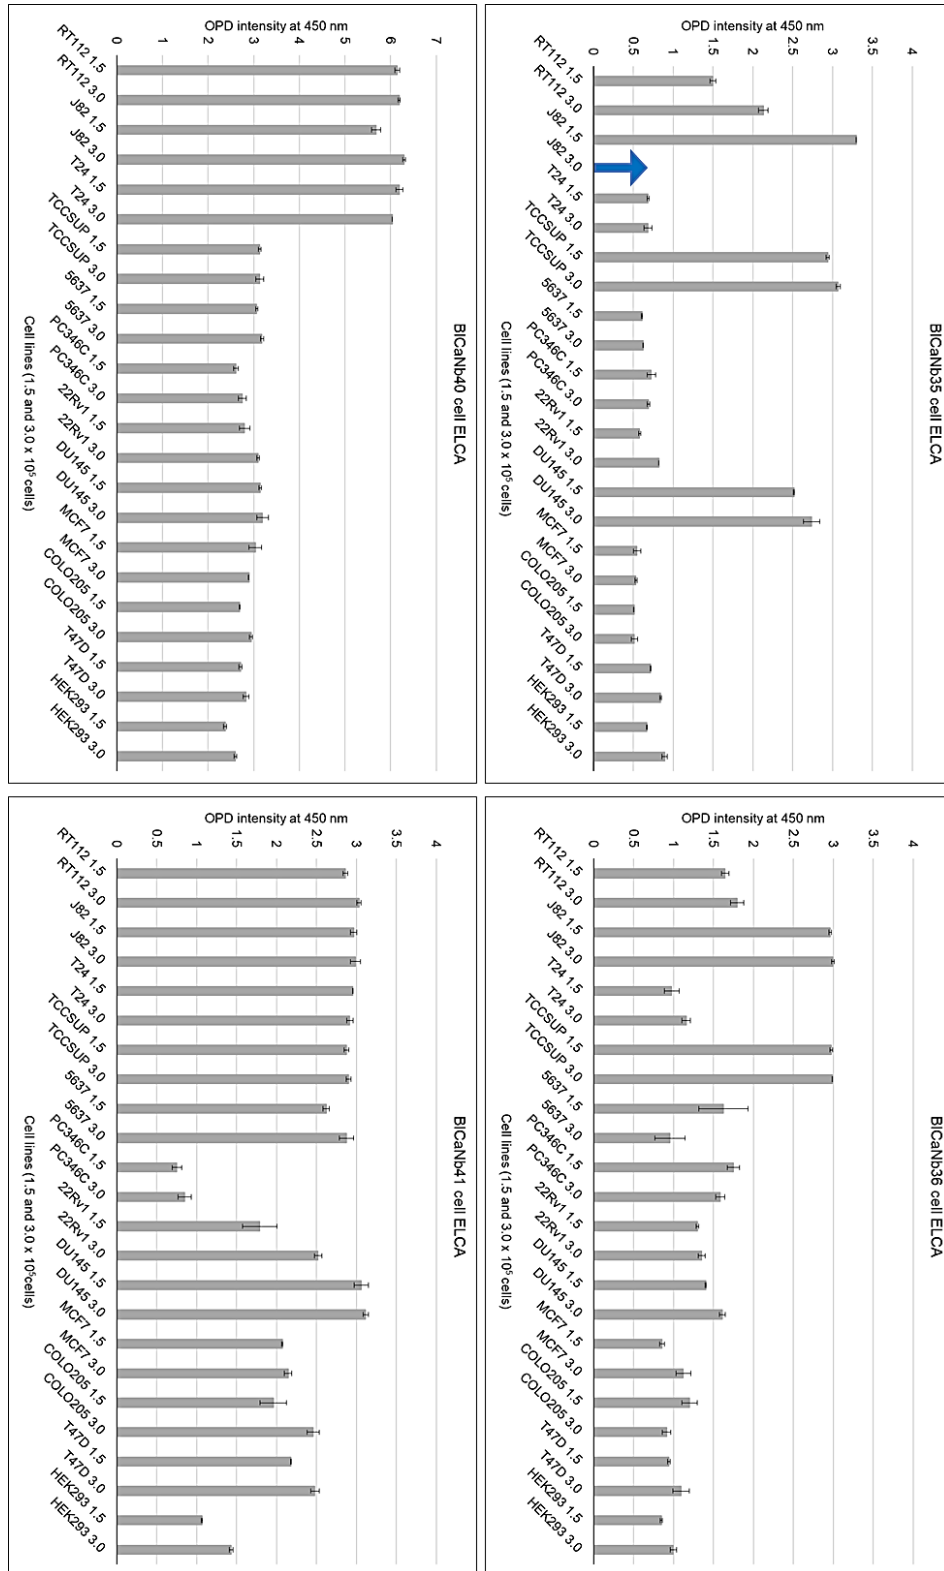 BlCaNb35 cell ELCA
OPD intensity at 450 nm
4
3.5
3
2.5
2
1.5
1
0.5
0
RT112 1.5
RT112 3.0
J82 1.5
J82 3.0
T24 1.5
T24 3.0
TCCSUP 1.5
TCCSUP 3.0
5637 1.5
5637 3.0
PC346C 1.5
PC346C 3.0
22Rv1 1.5
22Rv1 3.0
DU145 1.5
DU145 3.0
MCF7 1.5
MCF7 3.0
COLO205 1.5
COLO205 3.0
T47D 1.5
T47D 3.0
HEK293 1.5
HEK293 3.0
Cell lines (1.5 and 3.0 x 10⁵ cells)
BlCaNb36 cell ELCA
OPD intensity at 450 nm
4
3.5
3
2.5
2
1.5
1
0.5
0
RT112 1.5
RT112 3.0
J82 1.5
J82 3.0
T24 1.5
T24 3.0
TCCSUP 1.5
TCCSUP 3.0
5637 1.5
5637 3.0
PC346C 1.5
PC346C 3.0
22Rv1 1.5
22Rv1 3.0
DU145 1.5
DU145 3.0
MCF7 1.5
MCF7 3.0
COLO205 1.5
COLO205 3.0
T47D 1.5
T47D 3.0
HEK293 1.5
HEK293 3.0
Cell lines (1.5 and 3.0 x 10⁵ cells)
BlCaNb40 cell ELCA
OPD intensity at 450 nm
7
6
5
4
3
2
1
0
RT112 1.5
RT112 3.0
J82 1.5
J82 3.0
T24 1.5
T24 3.0
TCCSUP 1.5
TCCSUP 3.0
5637 1.5
5637 3.0
PC346C 1.5
PC346C 3.0
22Rv1 1.5
22Rv1 3.0
DU145 1.5
DU145 3.0
MCF7 1.5
MCF7 3.0
COLO205 1.5
COLO205 3.0
T47D 1.5
T47D 3.0
HEK293 1.5
HEK293 3.0
Cell lines (1.5 and 3.0 x 10⁵ cells)
BlCaNb41 cell ELCA
OPD intensity at 450 nm
4
3.5
3
2.5
2
1.5
1
0.5
0
RT112 1.5
RT112 3.0
J82 1.5
J82 3.0
T24 1.5
T24 3.0
TCCSUP 1.5
TCCSUP 3.0
5637 1.5
5637 3.0
PC346C 1.5
PC346C 3.0
22Rv1 1.5
22Rv1 3.0
DU145 1.5
DU145 3.0
MCF7 1.5
MCF7 3.0
COLO205 1.5
COLO205 3.0
T47D 1.5
T47D 3.0
HEK293 1.5
HEK293 3.0
Cell lines (1.5 and 3.0 x 10⁵cells)